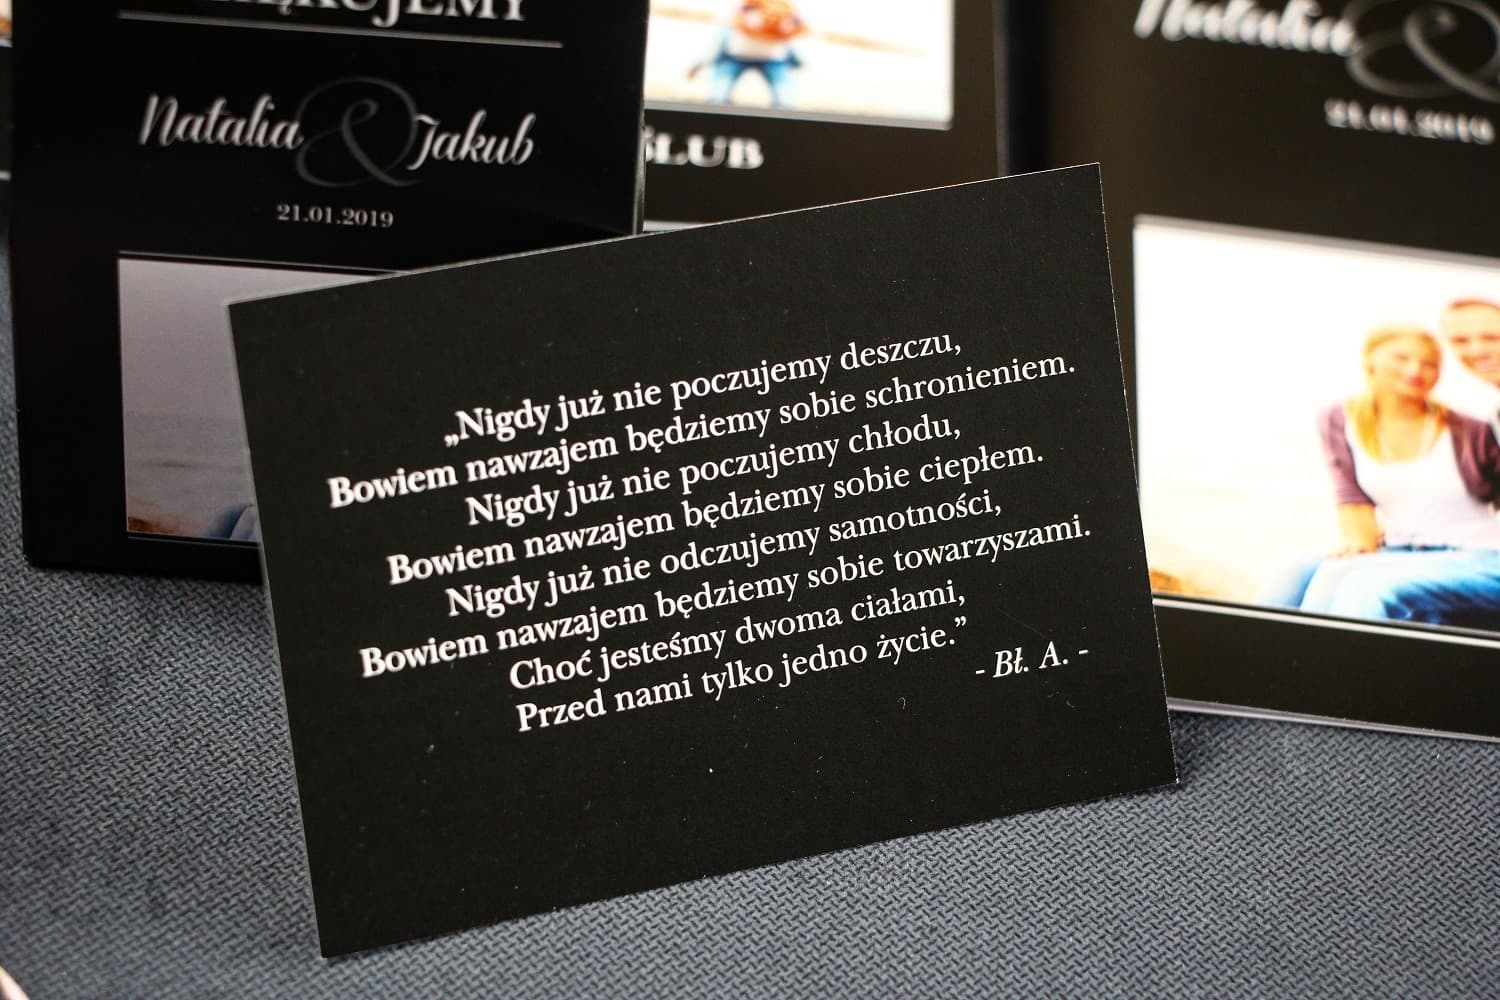 Natalia & Jakub
21.01.2019
ŚLUB
Natalia &
21.01.2019
„Nigdy już nie poczujemy deszczu,
Bowiem nawzajem będziemy sobie schronieniem.
Nigdy już nie poczujemy chłodu,
Bowiem nawzajem będziemy sobie ciepłem.
Nigdy już nie odczujemy samotności,
Bowiem nawzajem będziemy sobie towarzyszami.
Choć jesteśmy dwoma ciałami,
Przed nami tylko jedno życie.”
- Bł. A. -